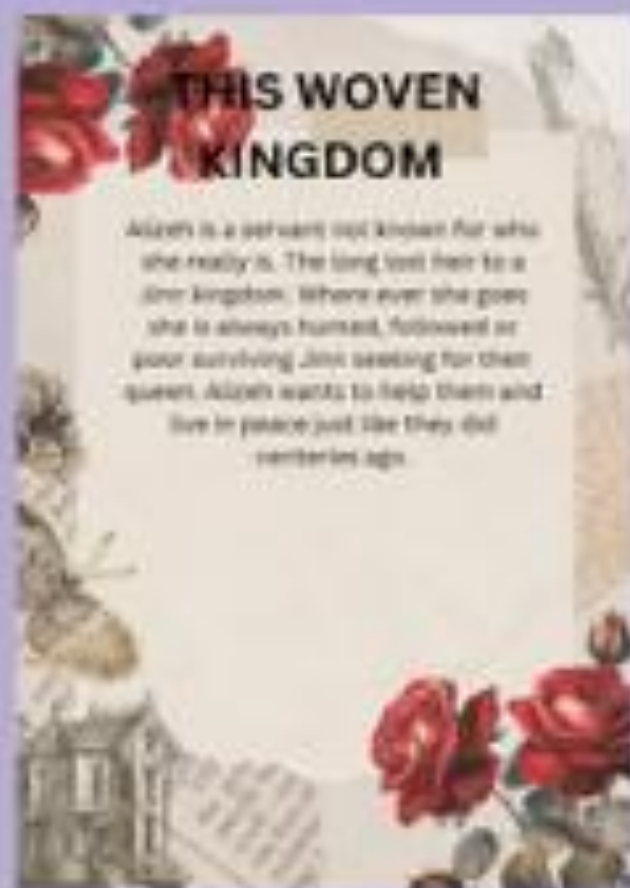 THIS WOVEN
KINGDOM
Alizeh is a servant not known for who
she really is. The long lost heir to a
Jinn kingdom. Where ever she goes
she is always hunted, followed or
poor surviving Jinn seeking for their
queen. Alizeh wants to help them and
live in peace just like they did
centeries ago.